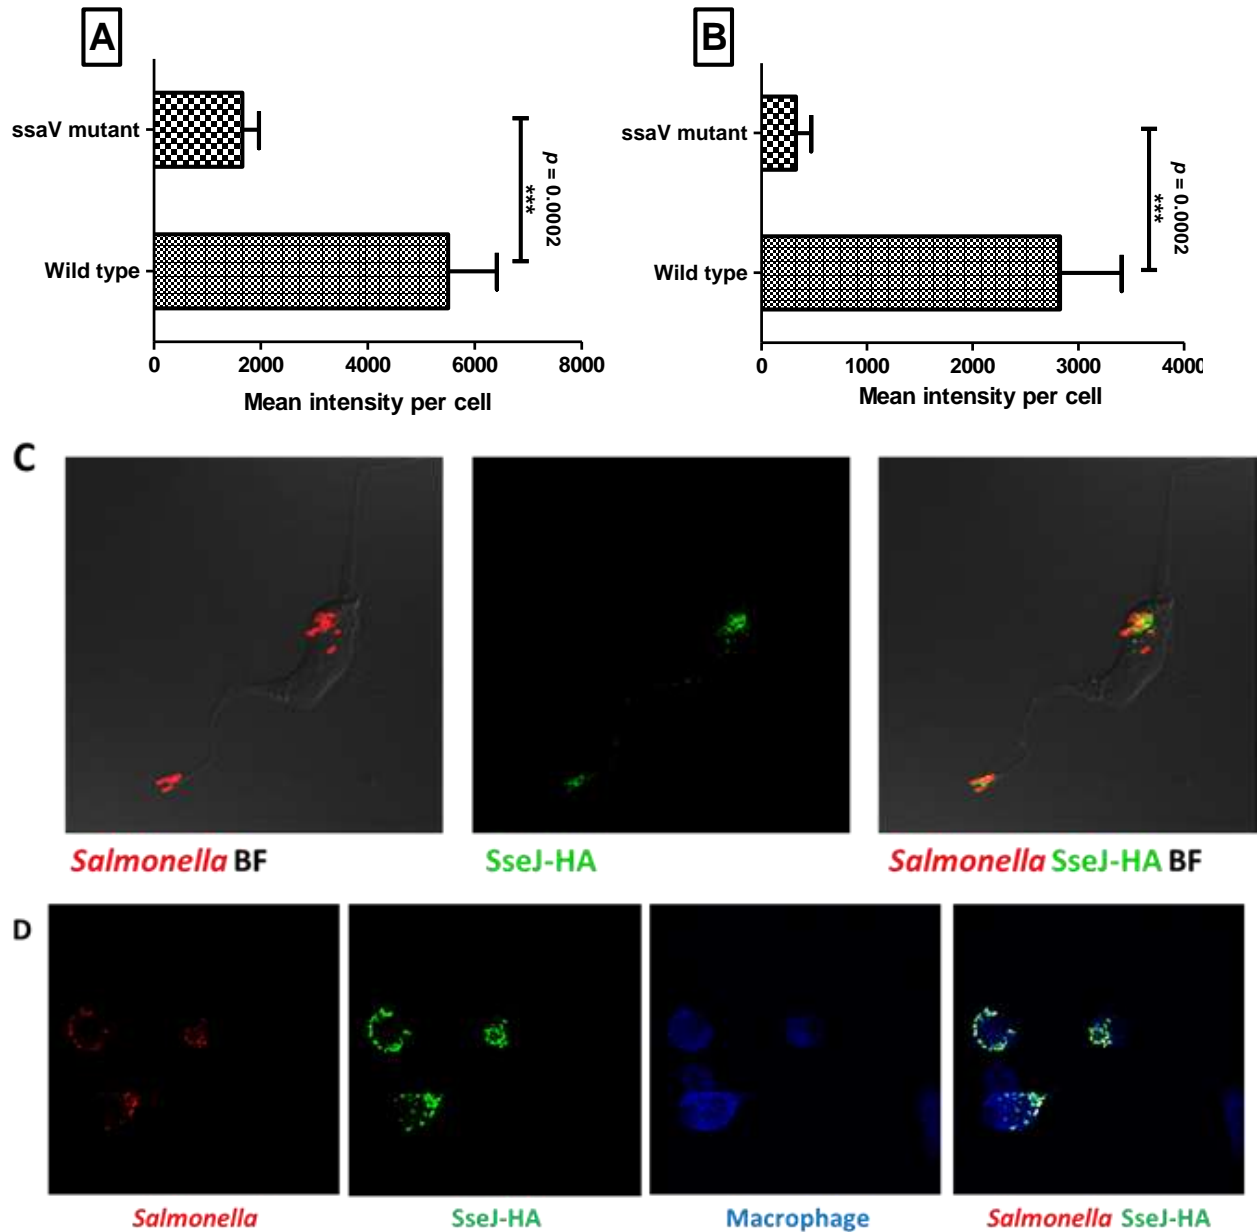 A
ssaV mutant
Wild type
p = 0.0002
***
0 2000 4000 6000 8000
Mean intensity per cell
B
ssaV mutant
Wild type
p = 0.0002
***
0 1000 2000 3000 4000
Mean intensity per cell
C
Salmonella BF
SseJ-HA
Salmonella SseJ-HA BF
D
Salmonella
SseJ-HA
Macrophage
Salmonella SseJ-HA